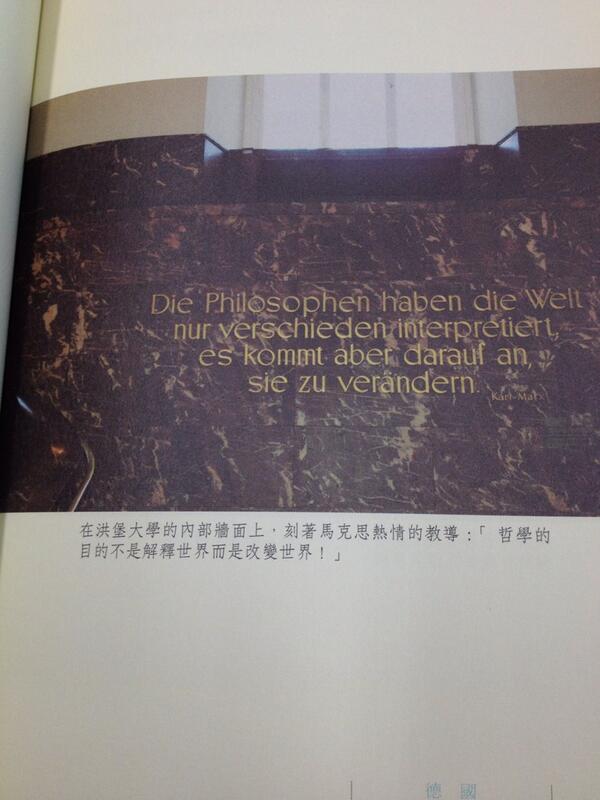 Die Philosophen haben die Welt
nur verschieden interpretiert,
es kommt aber darauf an,
sie zu verändern.
Karl Marx
在洪堡大學的內部牆面上，刻著馬克思熱情的教導：「哲學的
目的不是解釋世界而是改變世界！」
德國